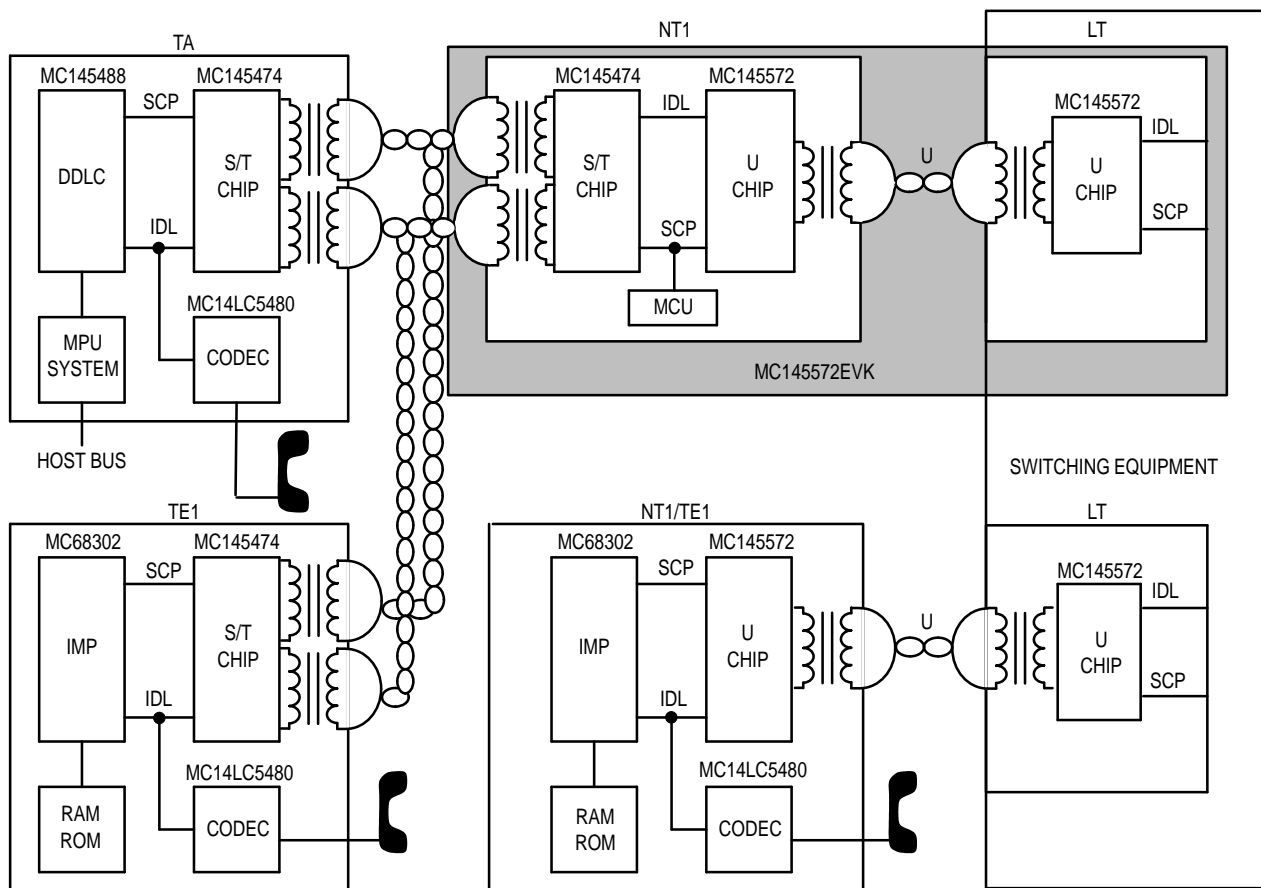 TA
MC145488
MC145474
SCP
DDLC
S/T
CHIP
IDL
MC14LC5480
MPU
SYSTEM
CODEC
HOST BUS
NT1
MC145474
MC145572
IDL
S/T
CHIP
U
CHIP
SCP
MCU
U
MC145572EVK
LT
MC145572
IDL
U
CHIP
SCP
SWITCHING EQUIPMENT
TE1
MC68302
MC145474
SCP
IMP
S/T
CHIP
IDL
MC14LC5480
RAM
ROM
CODEC
NT1/TE1
MC68302
MC145572
SCP
IMP
U
CHIP
IDL
MC14LC5480
RAM
ROM
CODEC
U
LT
MC145572
IDL
U
CHIP
SCP